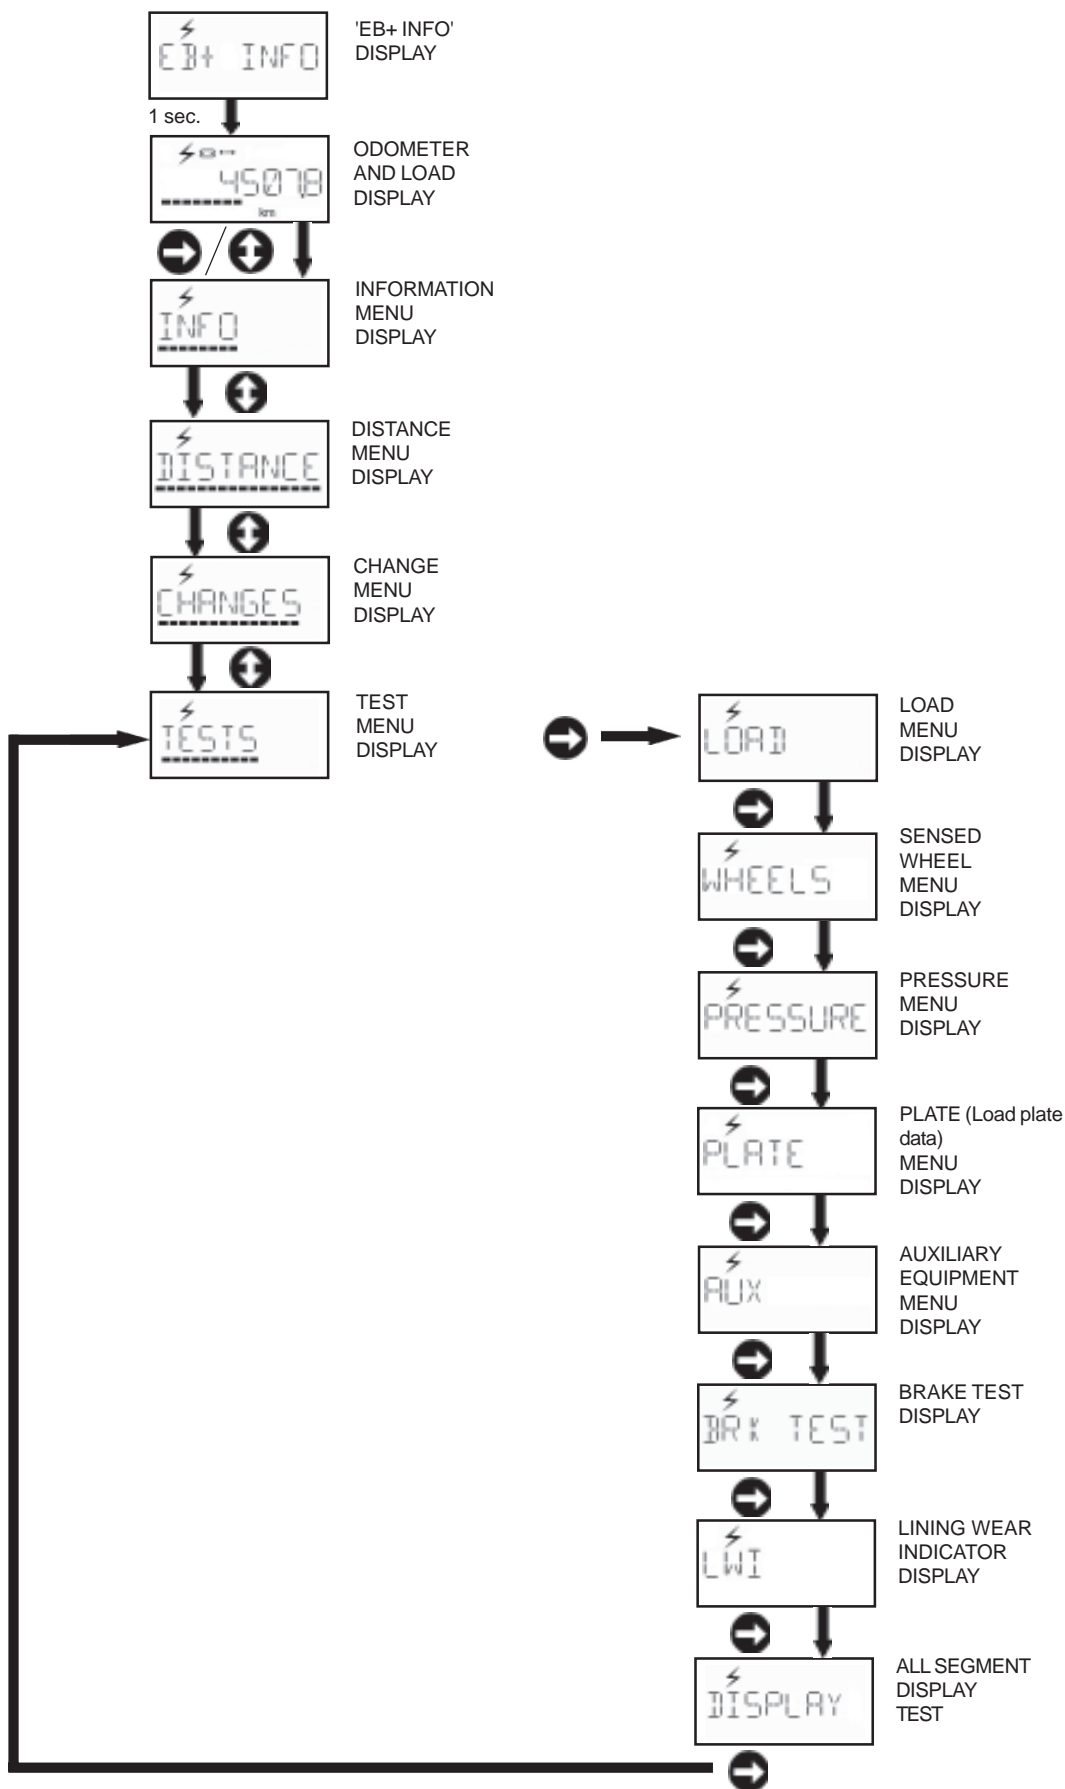 EB+ INFO
'EB+ INFO'
DISPLAY
1 sec.
4507,8
km
ODOMETER
AND LOAD
DISPLAY
INFO
INFORMATION
MENU
DISPLAY
DISTANCE
DISTANCE
MENU
DISPLAY
CHANGES
CHANGE
MENU
DISPLAY
TESTS
TEST
MENU
DISPLAY
LOAD
LOAD
MENU
DISPLAY
WHEELS
SENSED
WHEEL
MENU
DISPLAY
PRESSURE
PRESSURE
MENU
DISPLAY
PLATE
PLATE (Load plate
data)
MENU
DISPLAY
AUX
AUXILIARY
EQUIPMENT
MENU
DISPLAY
BRK TEST
BRAKE TEST
DISPLAY
LWI
LINING WEAR
INDICATOR
DISPLAY
DISPLAY
ALL SEGMENT
DISPLAY
TEST